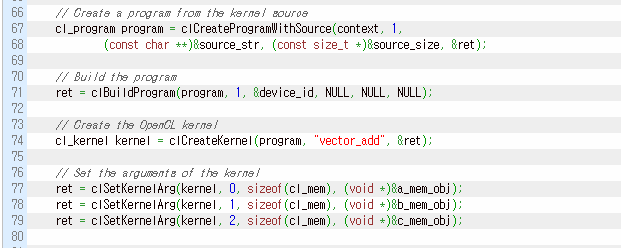 66 // Create a program from the kernel source
67 cl_program program = clCreateProgramWithSource(context, 1,
68 (const char **)&source_str, (const size_t *)&source_size, &ret);
69
70 // Build the program
71 ret = clBuildProgram(program, 1, &device_id, NULL, NULL, NULL);
72
73 // Create the OpenCL kernel
74 cl_kernel kernel = clCreateKernel(program, "vector_add", &ret);
75
76 // Set the arguments of the kernel
77 ret = clSetKernelArg(kernel, 0, sizeof(cl_mem), (void *)&a_mem_obj);
78 ret = clSetKernelArg(kernel, 1, sizeof(cl_mem), (void *)&b_mem_obj);
79 ret = clSetKernelArg(kernel, 2, sizeof(cl_mem), (void *)&c_mem_obj);
80